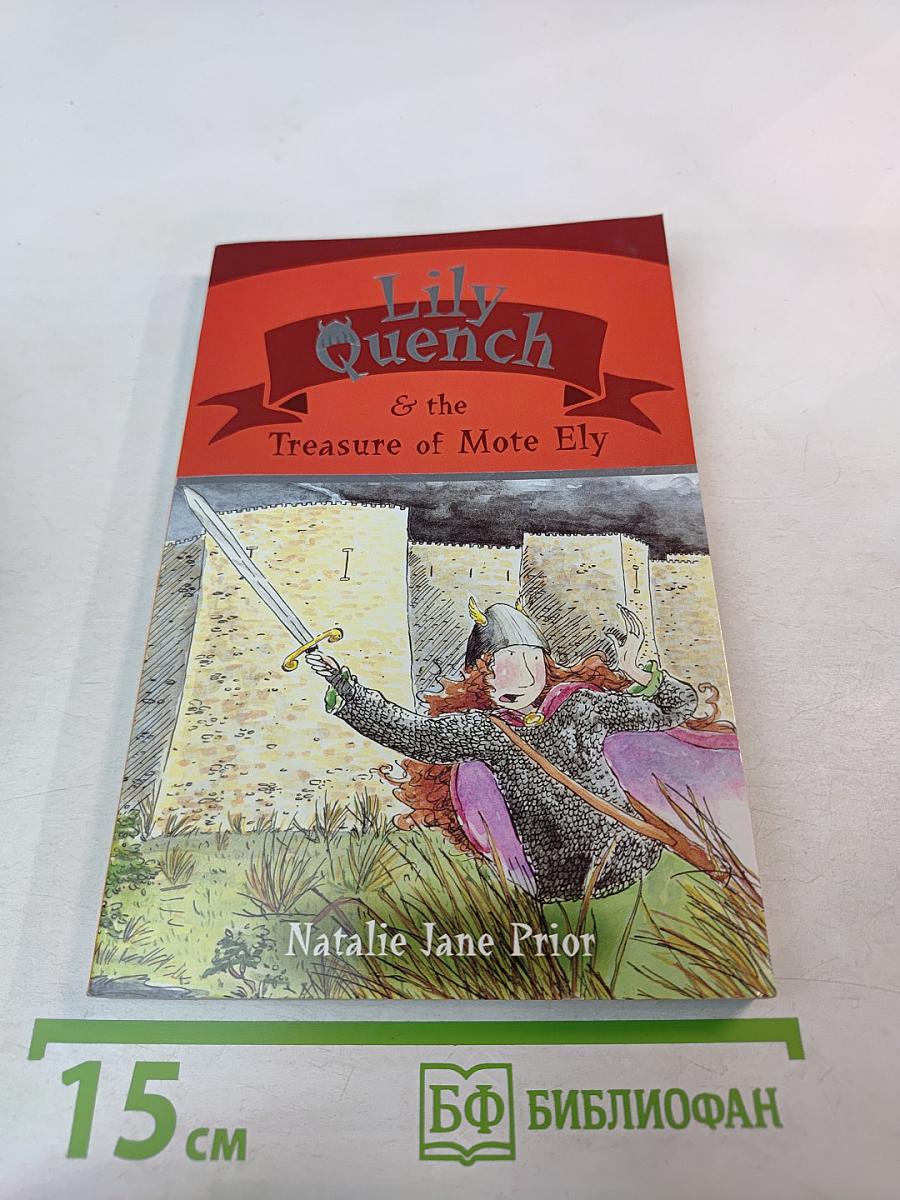 Lily
Quench
& the
Treasure of Mote Ely
Natalie Jane Prior
15 см
БФ БИБЛИОФАН